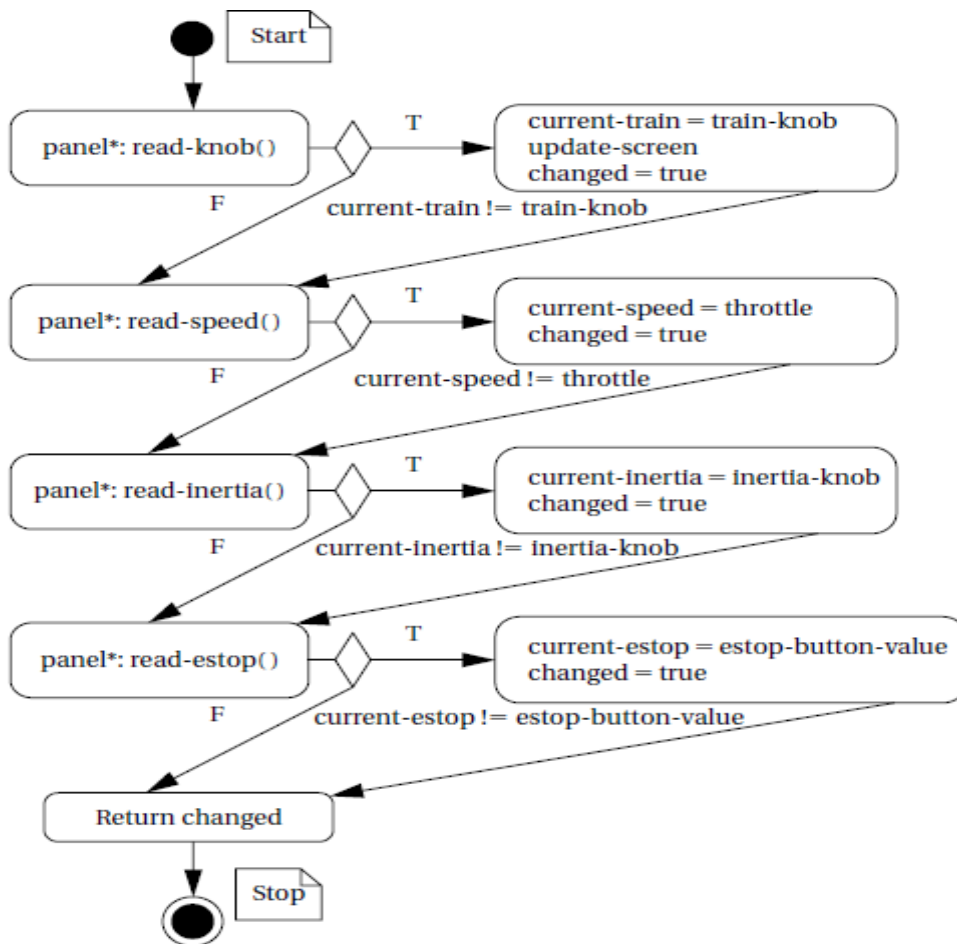 Start
panel*: read-knob()
T
current-train = train-knob
update-screen
changed = true
F
current-train != train-knob
panel*: read-speed()
T
current-speed = throttle
changed = true
F
current-speed != throttle
panel*: read-inertia()
T
current-inertia = inertia-knob
changed = true
F
current-inertia != inertia-knob
panel*: read-estop()
T
current-estop = estop-button-value
changed = true
F
current-estop != estop-button-value
Return changed
Stop